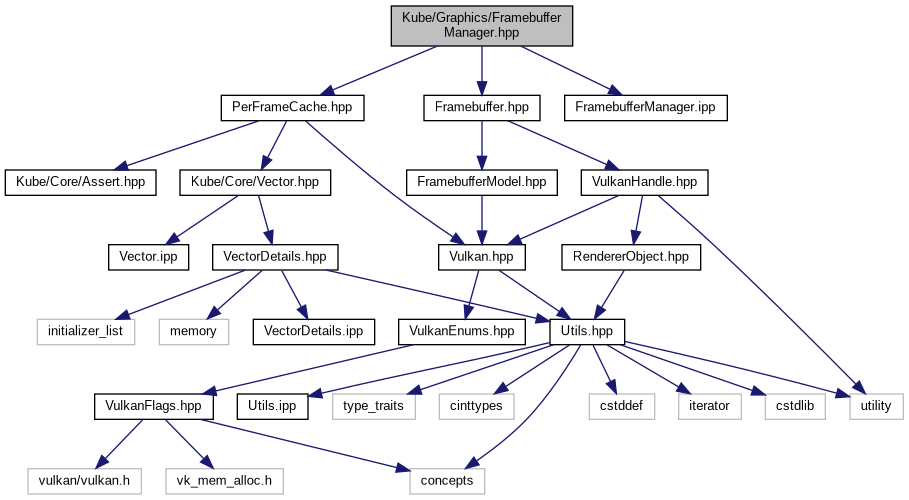 Kube/Graphics/Framebuffer
Manager.hpp
PerFrameCache.hpp
Framebuffer.hpp
FramebufferManager.ipp
Kube/Core/Assert.hpp
Kube/Core/Vector.hpp
FramebufferModel.hpp
VulkanHandle.hpp
Vector.ipp
VectorDetails.hpp
Vulkan.hpp
RendererObject.hpp
initializer_list
memory
VectorDetails.ipp
VulkanEnums.hpp
Utils.hpp
VulkanFlags.hpp
Utils.ipp
type_traits
cinttypes
cstddef
iterator
cstdlib
utility
vulkan/vulkan.h
vk_mem_alloc.h
concepts